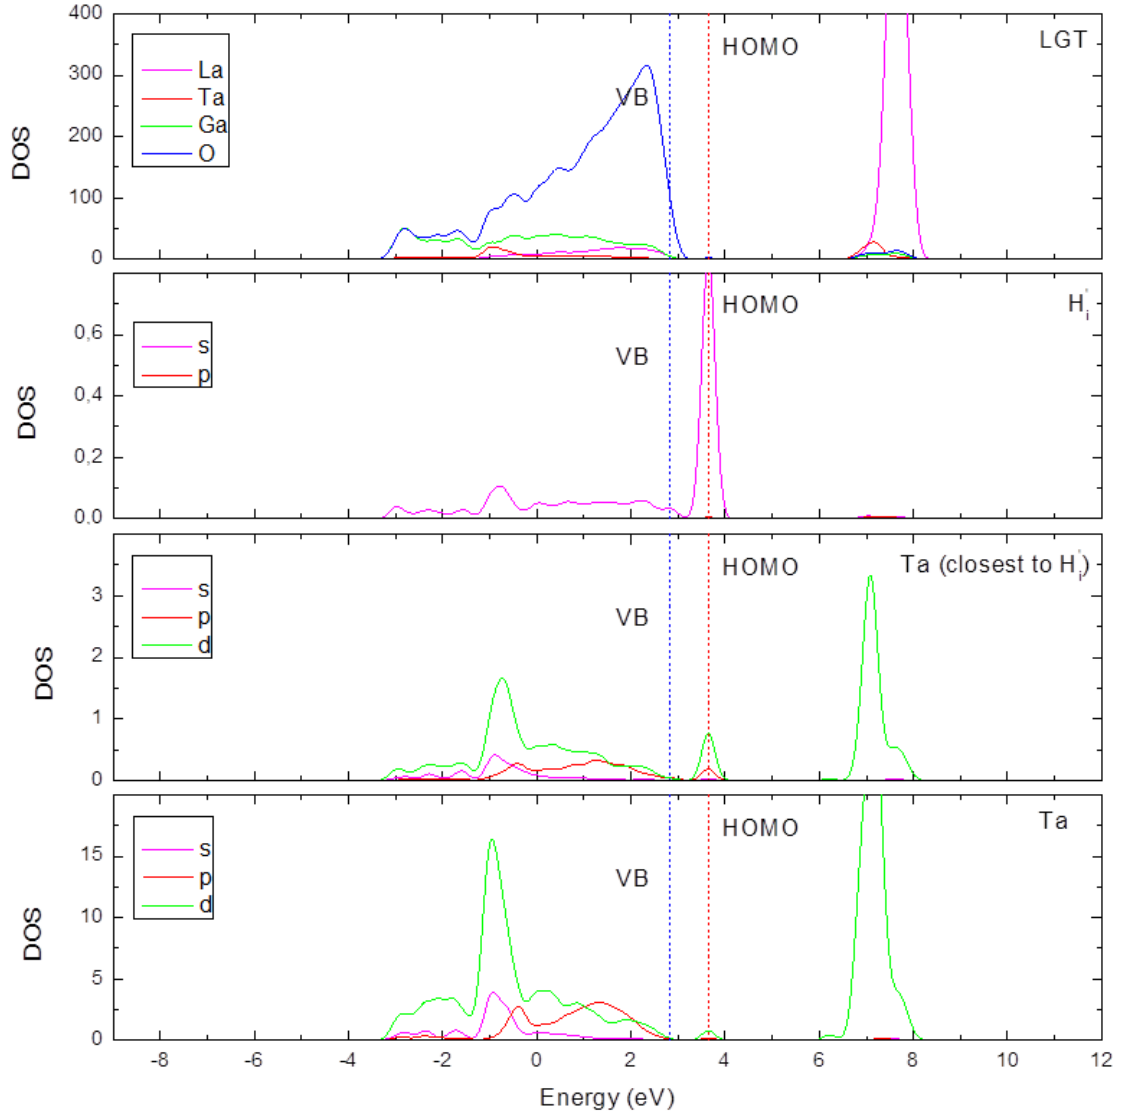 400
300
200
100
0
DOS
La
Ta
Ga
O
VB
HOMO
LGT
0,6
0,4
0,2
0.0
DOS
s
p
VB
HOMO
H˙i
3
2
1
0
DOS
s
p
d
VB
HOMO
Ta (closest to H˙i)
15
10
5
0
DOS
s
p
d
VB
HOMO
Ta
-8 -6 -4 -2 0 2 4 6 8 10 12
Energy (eV)